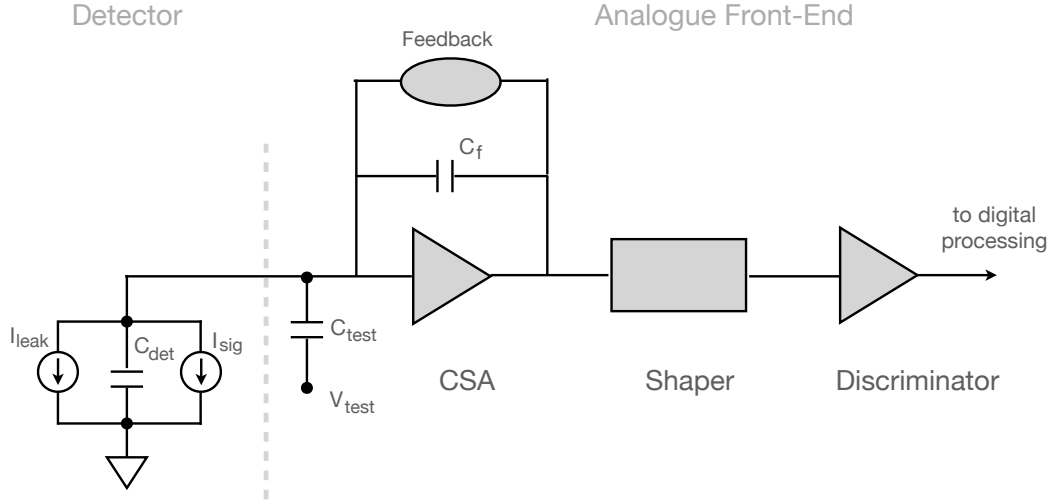 Detector
Analogue Front-End
Feedback
Cf
to digital
processing
Ileak
Cdet
Isig
Ctest
Vtest
CSA
Shaper
Discriminator